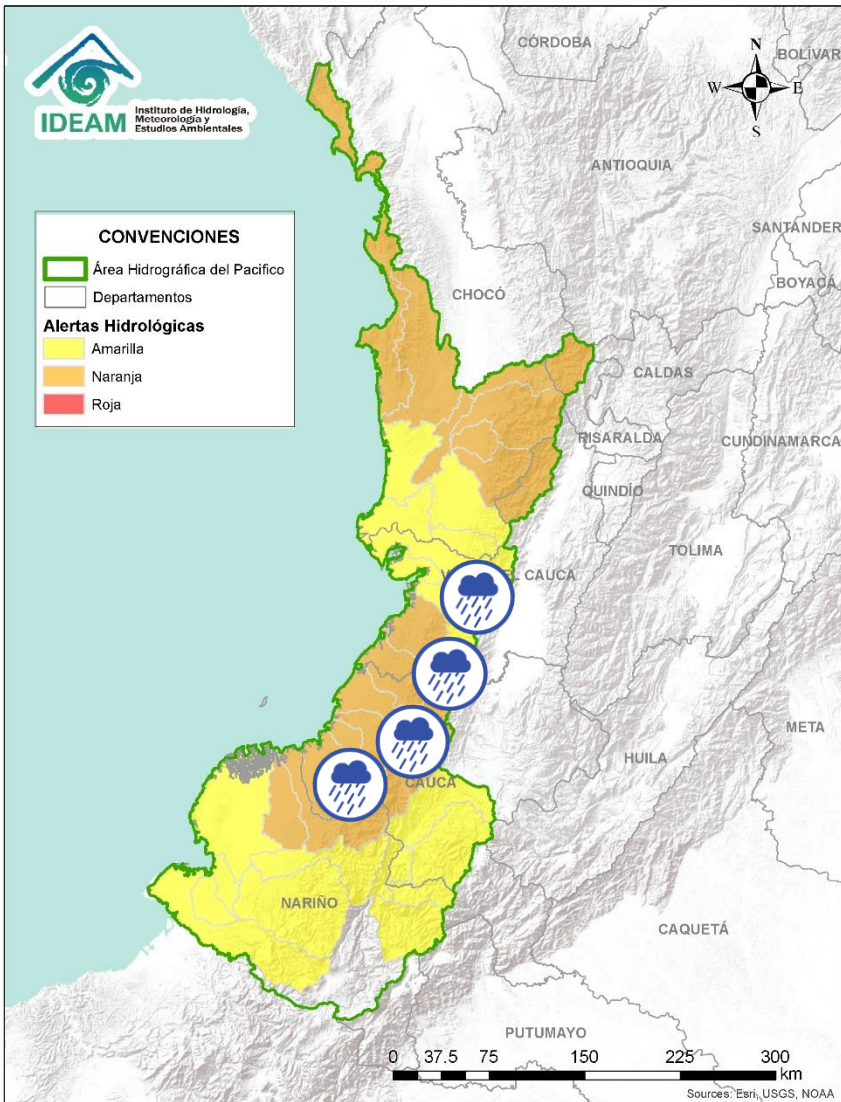 IDEAM
Instituto de Hidrología,
Meteorología y
Estudios Ambientales
CÓRDOBA
BOLÍVAR
N
W
E
S
ANTIOQUIA
SANTANDER
BOYACÁ
CONVENCIONES
Área Hidrográfica del Pacifico
Departamentos
Alertas Hidrológicas
Amarilla
Naranja
Roja
CHOCÓ
CALDAS
RISARALDA
CUNDINAMARCA
QUINDÍO
TOLIMA
CAUCA
META
HUILA
CAUCA
NARIÑO
CAQUETÁ
PUTUMAYO
0 37.5 75 150 225 300
km
Sources: Esri, USGS, NOAA